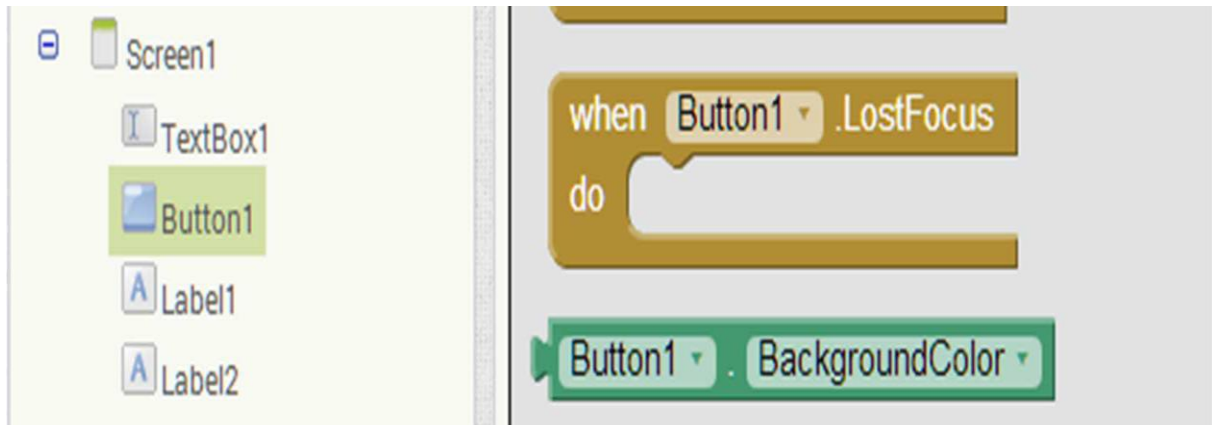 Screen1
TextBox1
Button1
Label1
Label2
when Button1 .LostFocus
do
Button1 . BackgroundColor